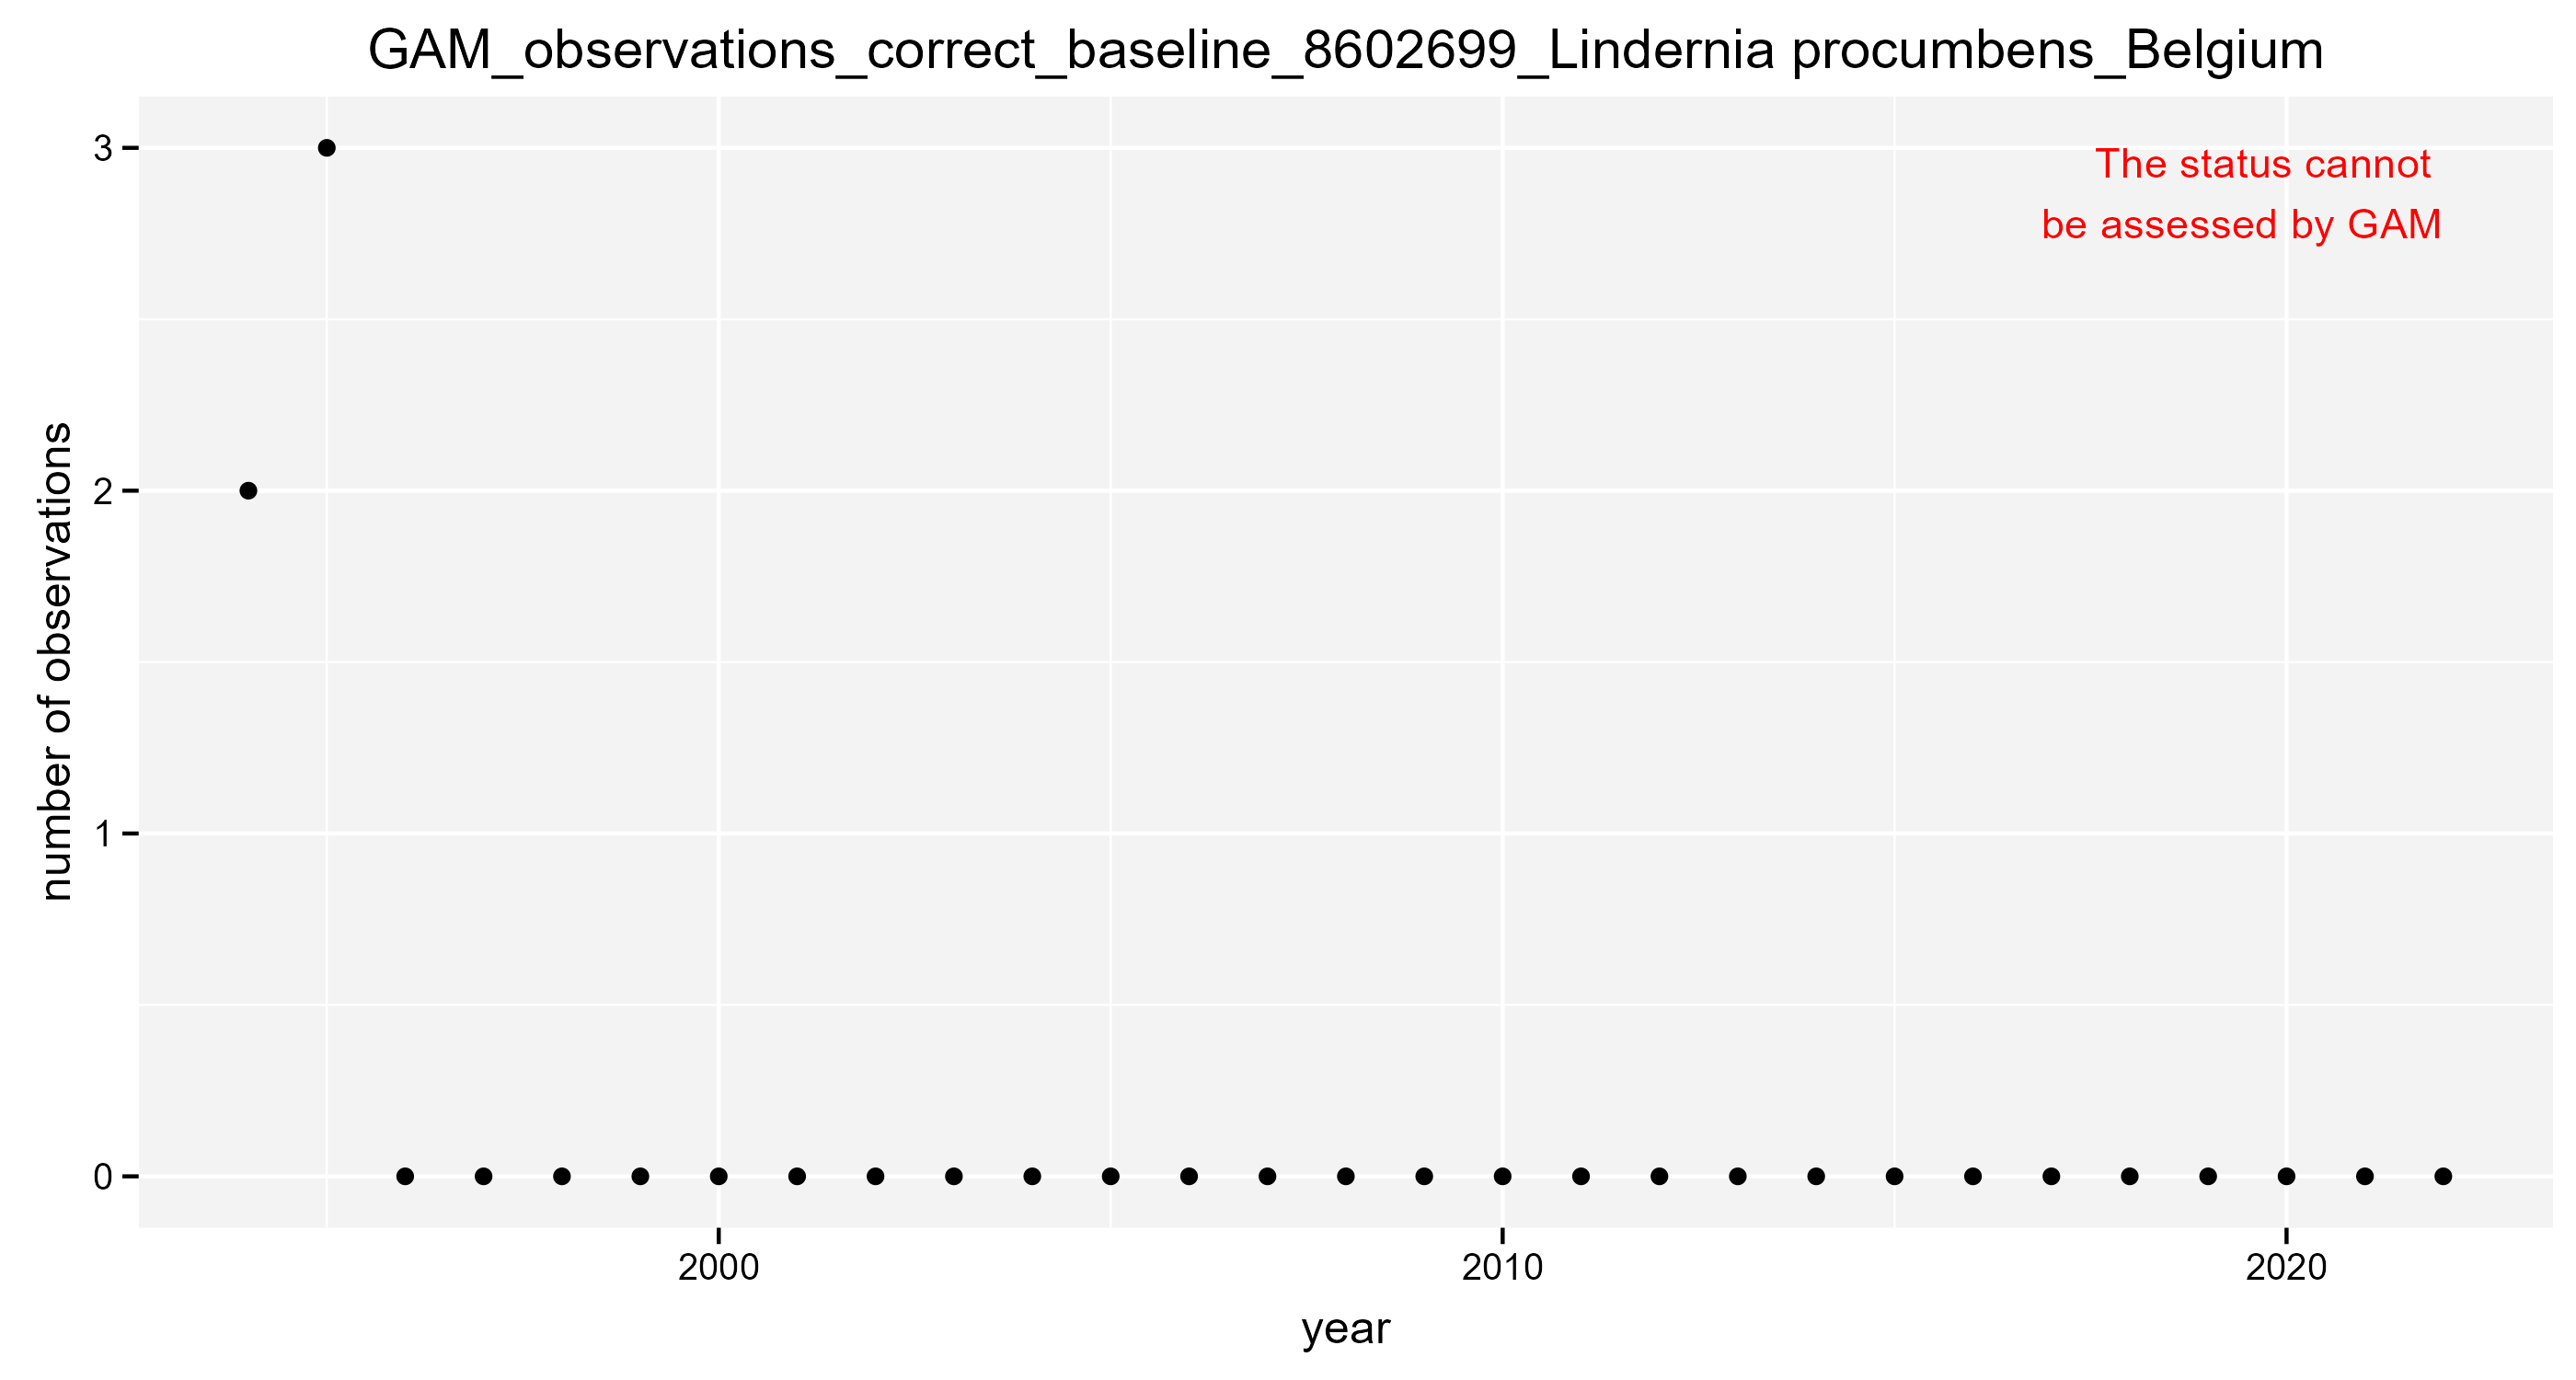 GAM_observations_correct_baseline_8602699_Lindernia procumbens_Belgium
The status cannot
be assessed by GAM
number of observations
3
2
1
0
2000
2010
2020
year